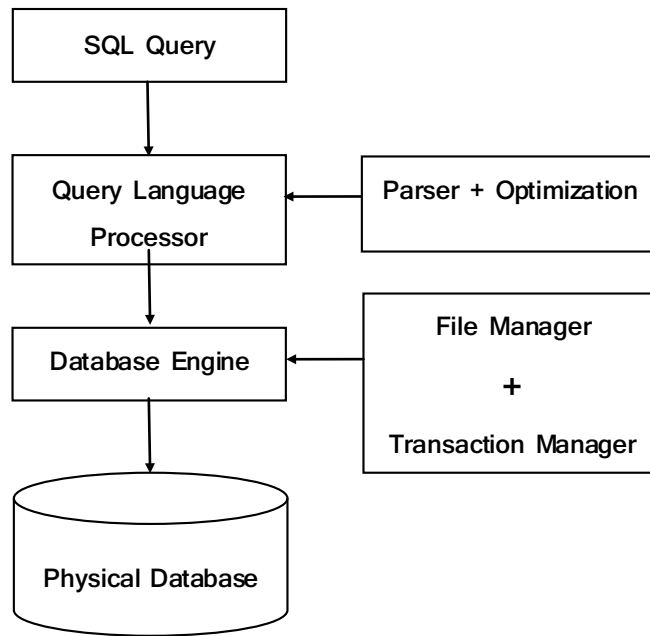 SQL Query
Query Language
Processor
Parser + Optimization
Database Engine
File Manager
+
Transaction Manager
Physical Database